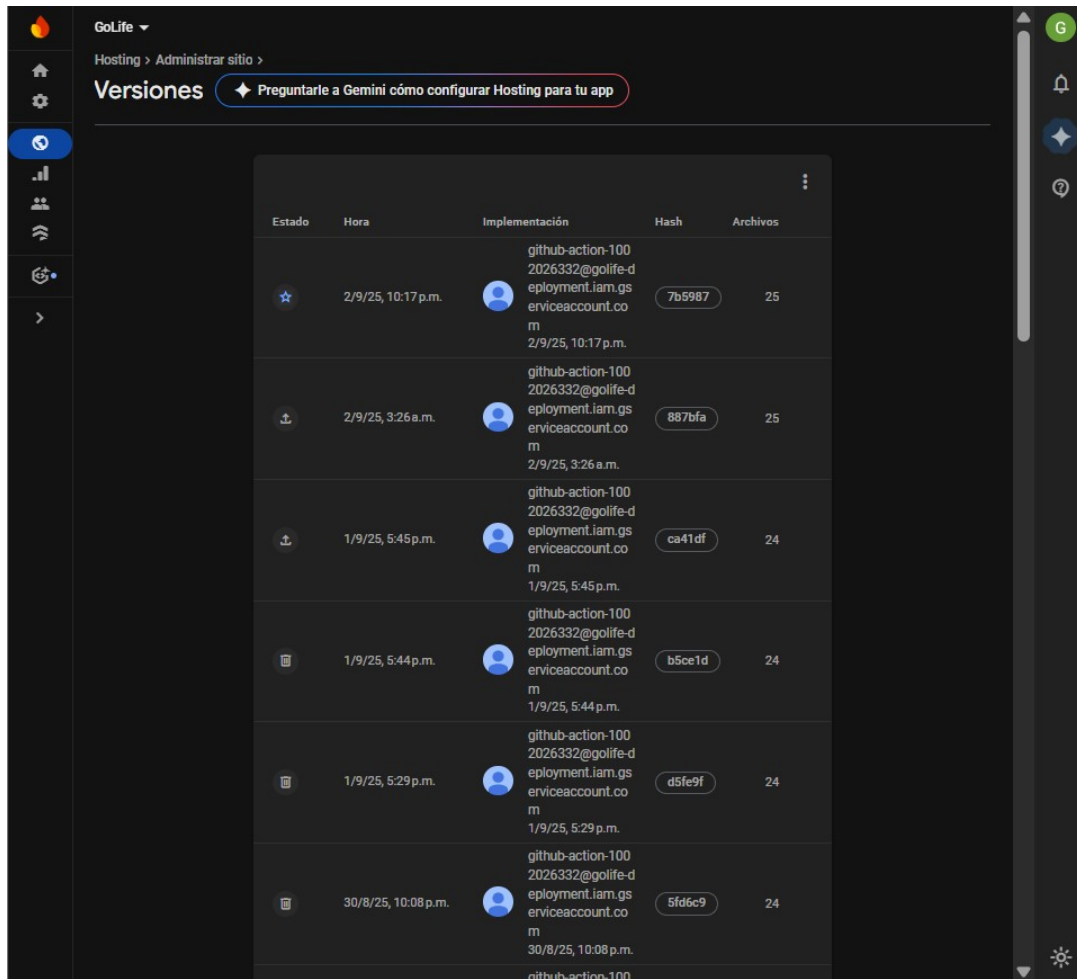 GoLife
G
Hosting > Administrar sitio >
Versiones
Preguntarle a Gemini cómo configurar Hosting para tu app
Estado Hora Implementación Hash Archivos
github-action-100
2026332@golife-d
eployment.iam.gs
2/9/25, 10:17 p.m. 7b5987 25
erviceaccount.co
m
2/9/25, 10:17 p.m.
github-action-100
2026332@golife-d
eployment.iam.gs
2/9/25, 3:26 a.m. 887bfa 25
erviceaccount.co
m
2/9/25, 3:26 a.m.
github-action-100
2026332@golife-d
eployment.iam.gs
1/9/25, 5:45 p.m. ca41df 24
erviceaccount.co
m
1/9/25, 5:45 p.m.
github-action-100
2026332@golife-d
eployment.iam.gs
1/9/25, 5:44 p.m. b5ce1d 24
erviceaccount.co
m
1/9/25, 5:44 p.m.
github-action-100
2026332@golife-d
eployment.iam.gs
1/9/25, 5:29 p.m. d5fe9f 24
erviceaccount.co
m
1/9/25, 5:29 p.m.
github-action-100
2026332@golife-d
eployment.iam.gs
30/8/25, 10:08 p.m. 5fd6c9 24
erviceaccount.co
m
30/8/25, 10:08 p.m.
github-action-100